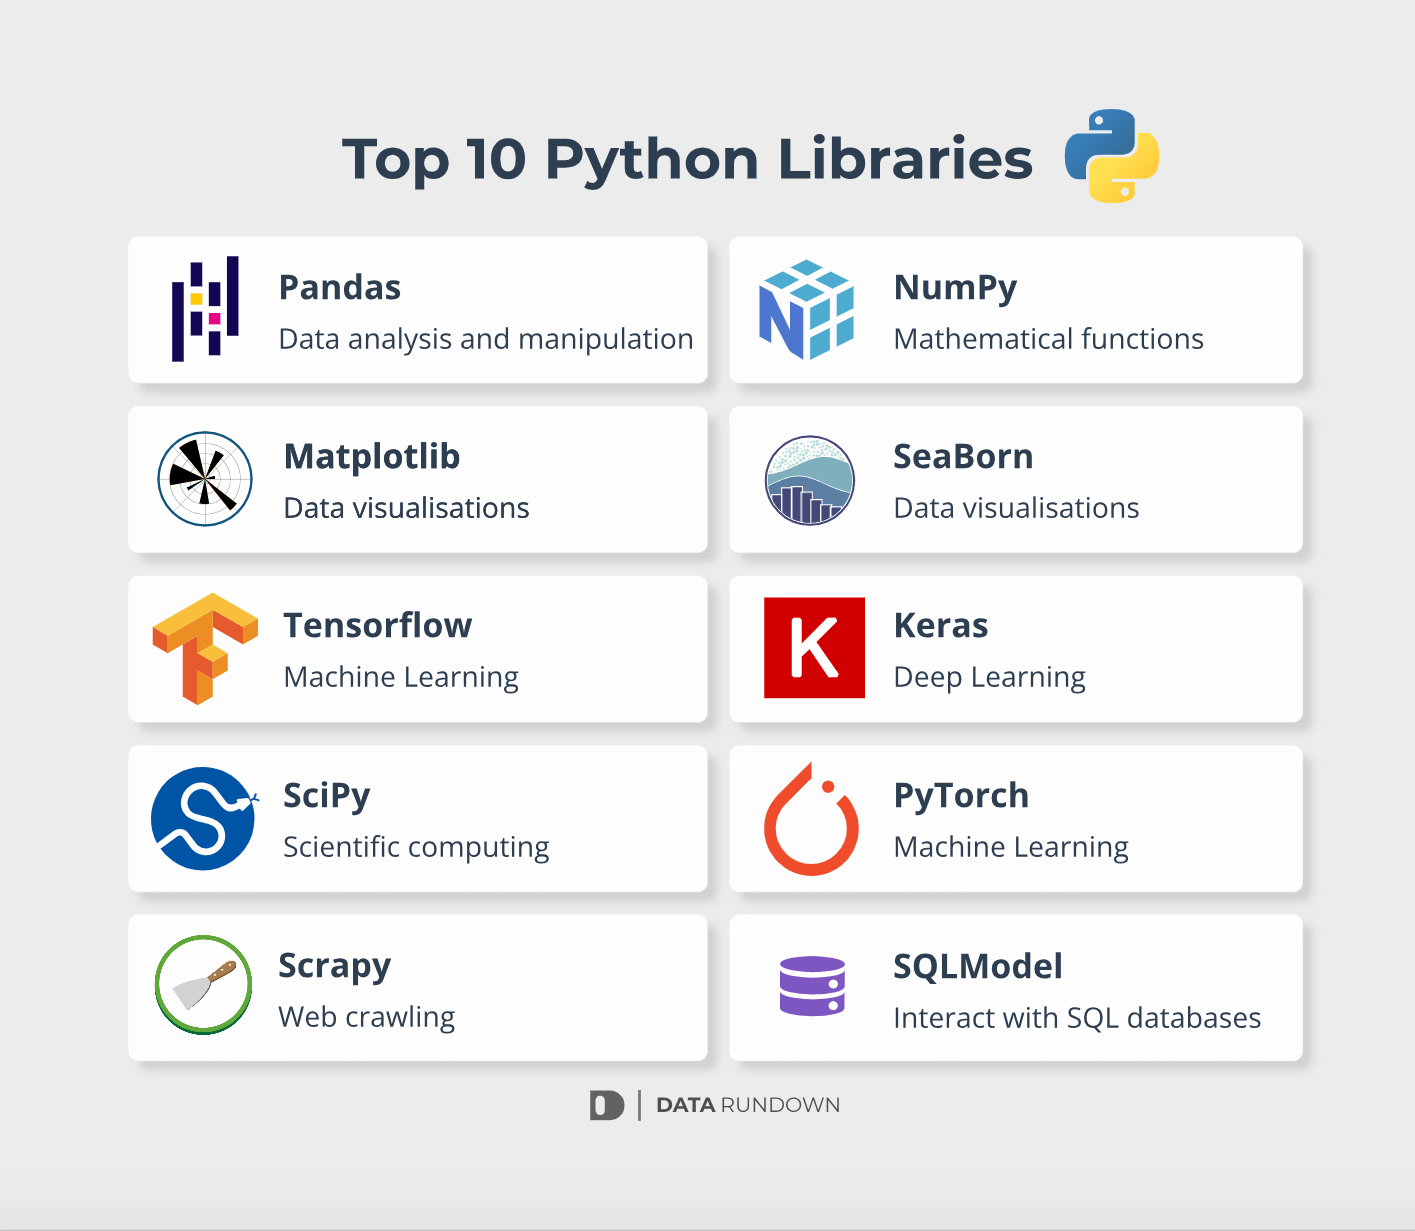 Top 10 Python Libraries
Pandas
Data analysis and manipulation
NumPy
Mathematical functions
Matplotlib
Data visualisations
SeaBorn
Data visualisations
Tensorflow
Machine Learning
K
Keras
Deep Learning
SciPy
Scientific computing
PyTorch
Machine Learning
Scrapy
Web crawling
SQLModel
Interact with SQL databases
D | DATA RUNDOWN